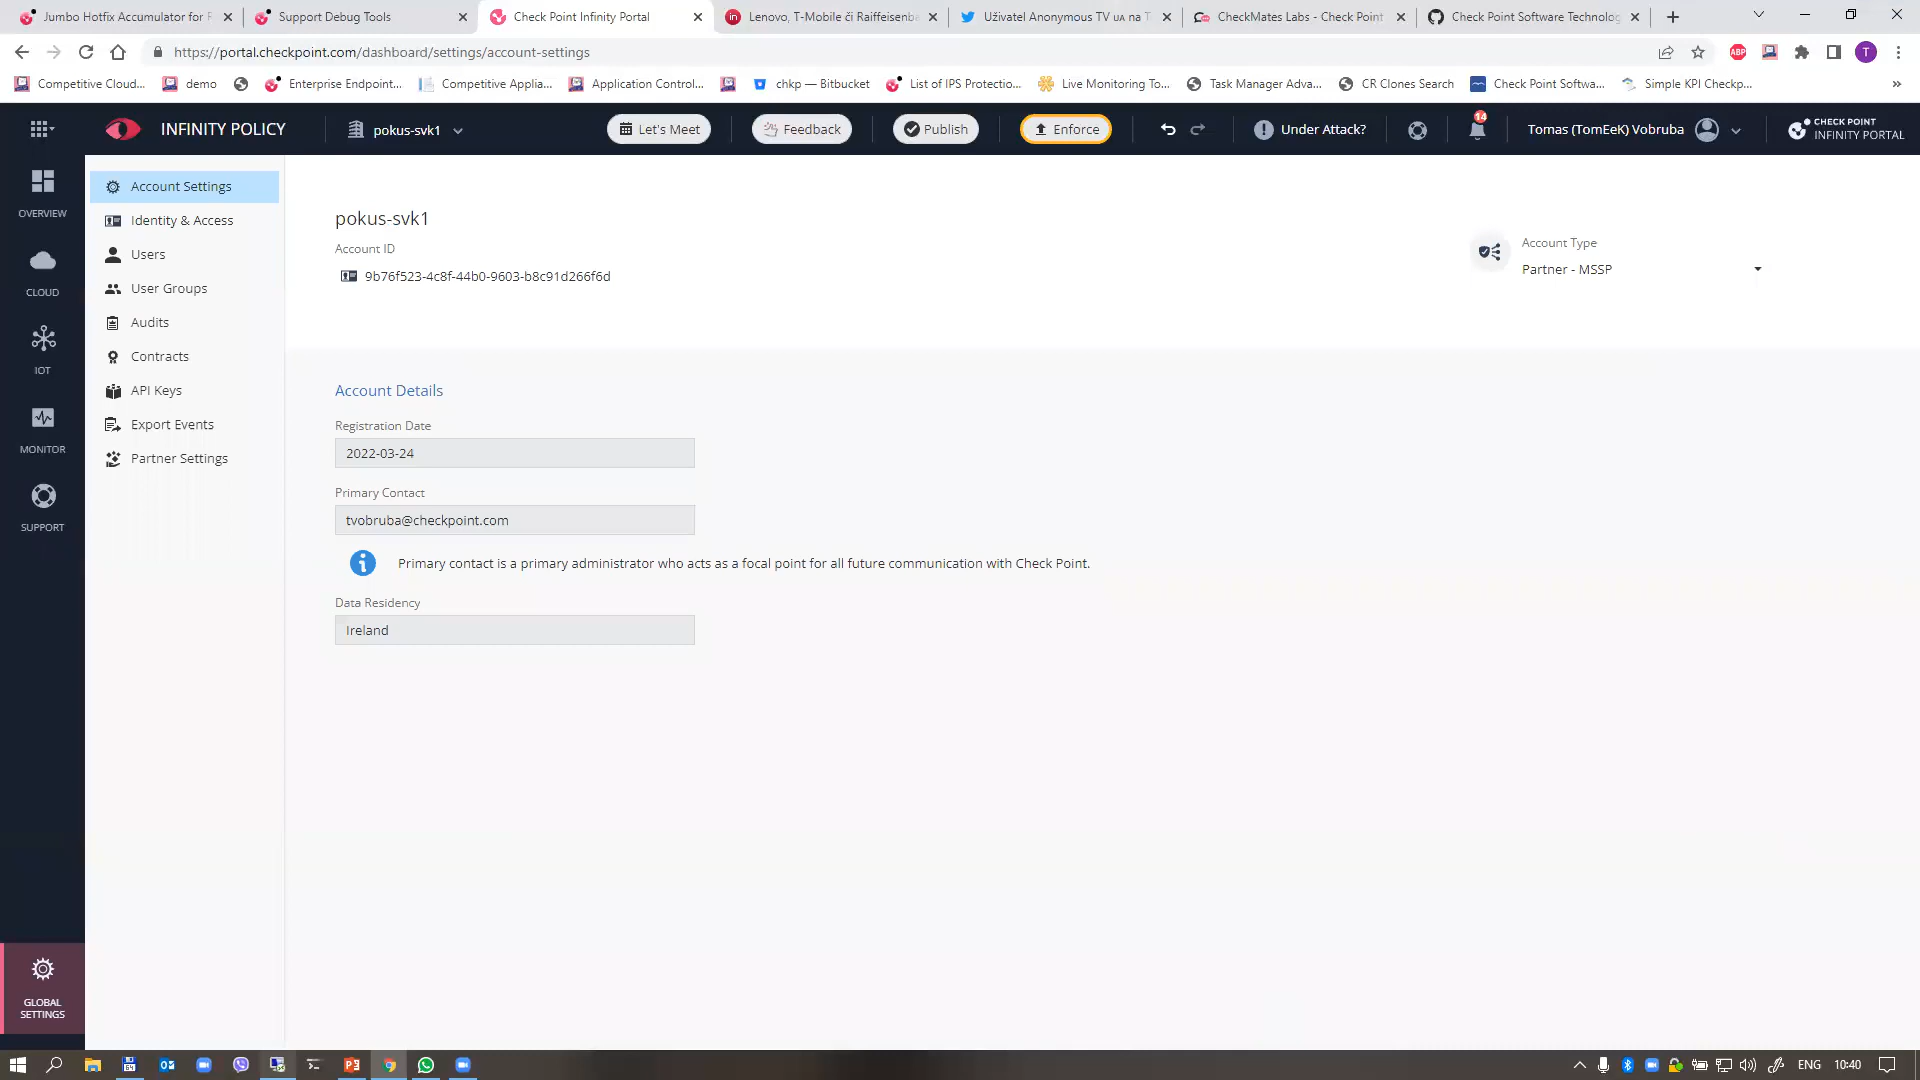 Jumbo Hotfix Accumulator for R
Support Debug Tools
Check Point Infinity Portal
Lenovo, T-Mobile či Raiffeisenba
Uživatel Anonymous TV ᴜᴀ na T
CheckMates Labs - Check Point
Check Point Software Technolog
https://portal.checkpoint.com/dashboard/settings/account-settings
ABP
T
Competitive Cloud...
demo
Enterprise Endpoint...
Competitive Applia...
Application Control...
chkp — Bitbucket
List of IPS Protectio...
Live Monitoring To...
Task Manager Adva...
CR Clones Search
Check Point Softwa...
Simple KPI Checkp...
»
INFINITY POLICY
pokus-svk1
Let's Meet
Feedback
Publish
Enforce
Under Attack?
14
Tomas (TomEeK) Vobruba
CHECK POINT
INFINITY PORTAL
OVERVIEW
CLOUD
IOT
MONITOR
SUPPORT
GLOBAL
SETTINGS
Account Settings
Identity & Access
Users
User Groups
Audits
Contracts
API Keys
Export Events
Partner Settings
pokus-svk1
Account ID
9b76f523-4c8f-44b0-9603-b8c91d266f6d
Account Type
Partner - MSSP
Account Details
Registration Date
2022-03-24
Primary Contact
tvobruba@checkpoint.com
Primary contact is a primary administrator who acts as a focal point for all future communication with Check Point.
Data Residency
Ireland
ENG
10:40